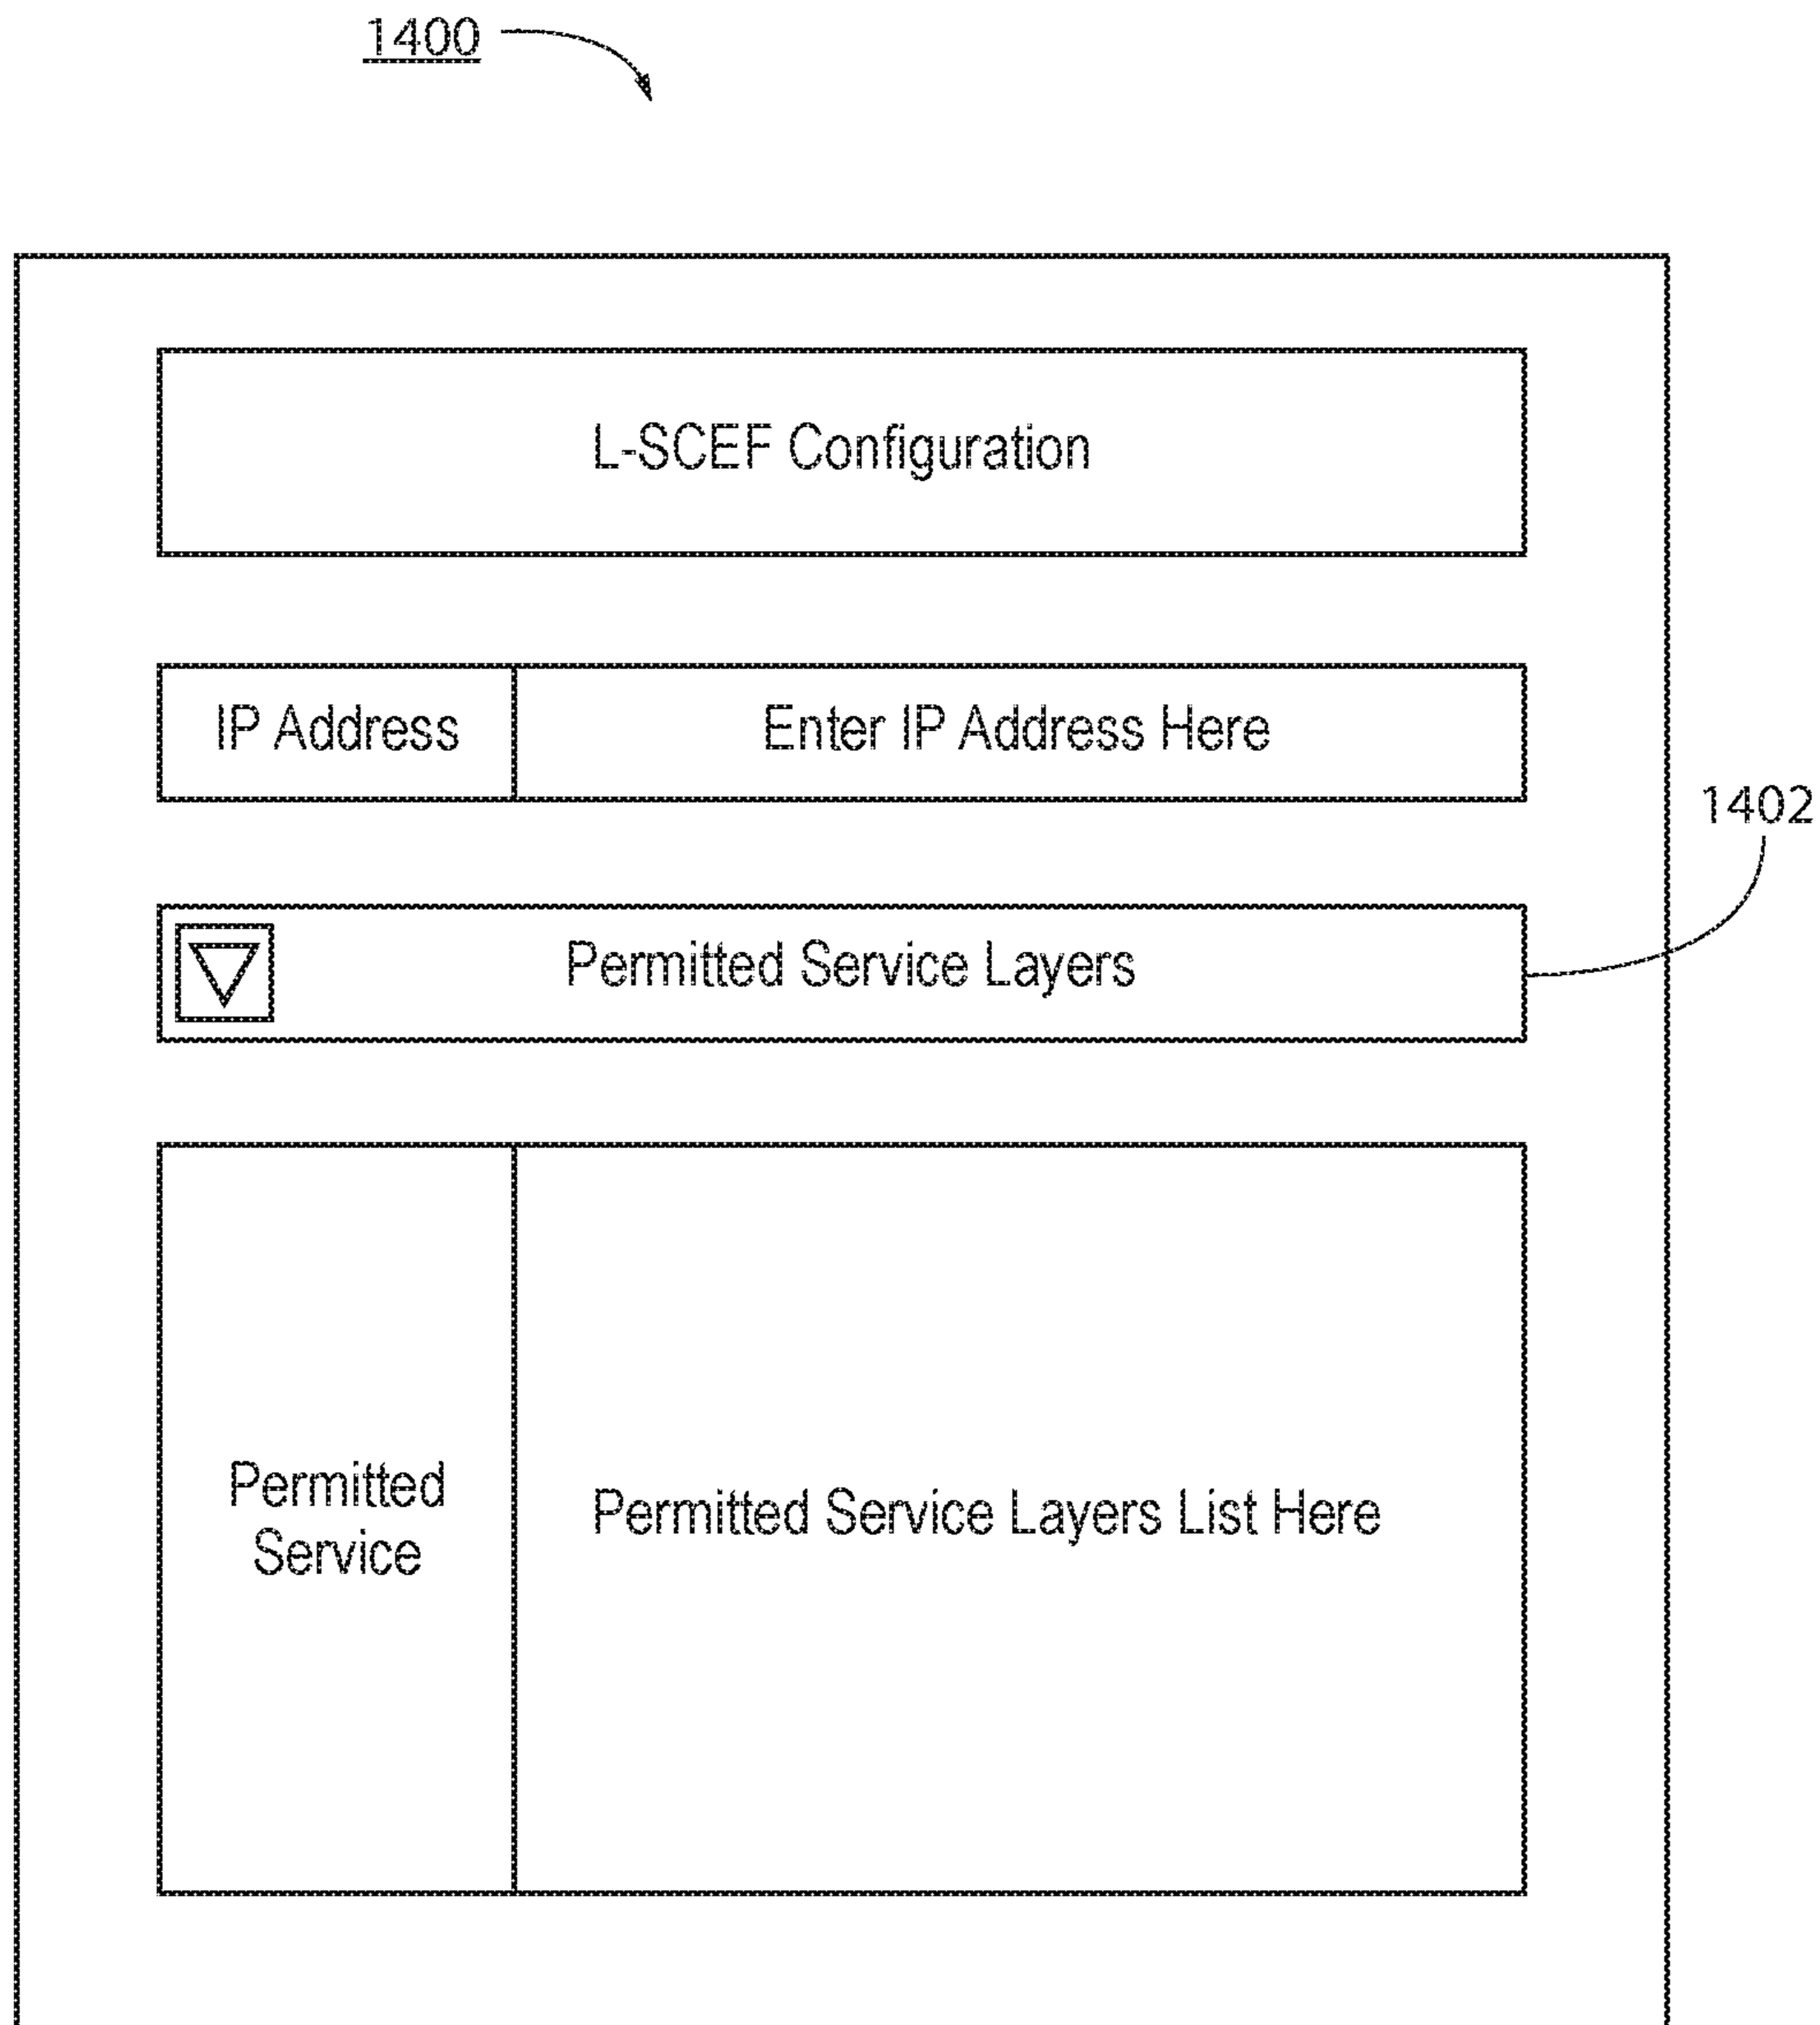 1400
L-SCEF Configuration
IP Address
Enter IP Address Here
1402
Permitted Service Layers
Permitted
Service
Permitted Service Layers List Here